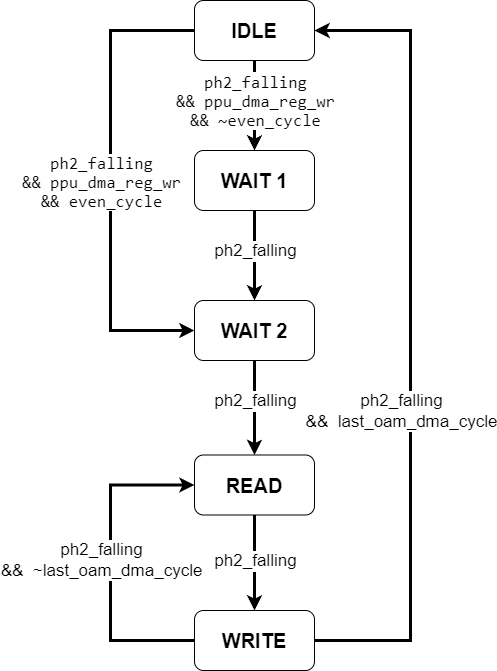 IDLE
ph2_falling
&& ppu_dma_reg_wr
&& ~even_cycle
ph2_falling
&& ppu_dma_reg_wr
&& even_cycle
WAIT 1
ph2_falling
WAIT 2
ph2_falling
ph2_falling
&& last_oam_dma_cycle
READ
ph2_falling
&& ~last_oam_dma_cycle
ph2_falling
WRITE